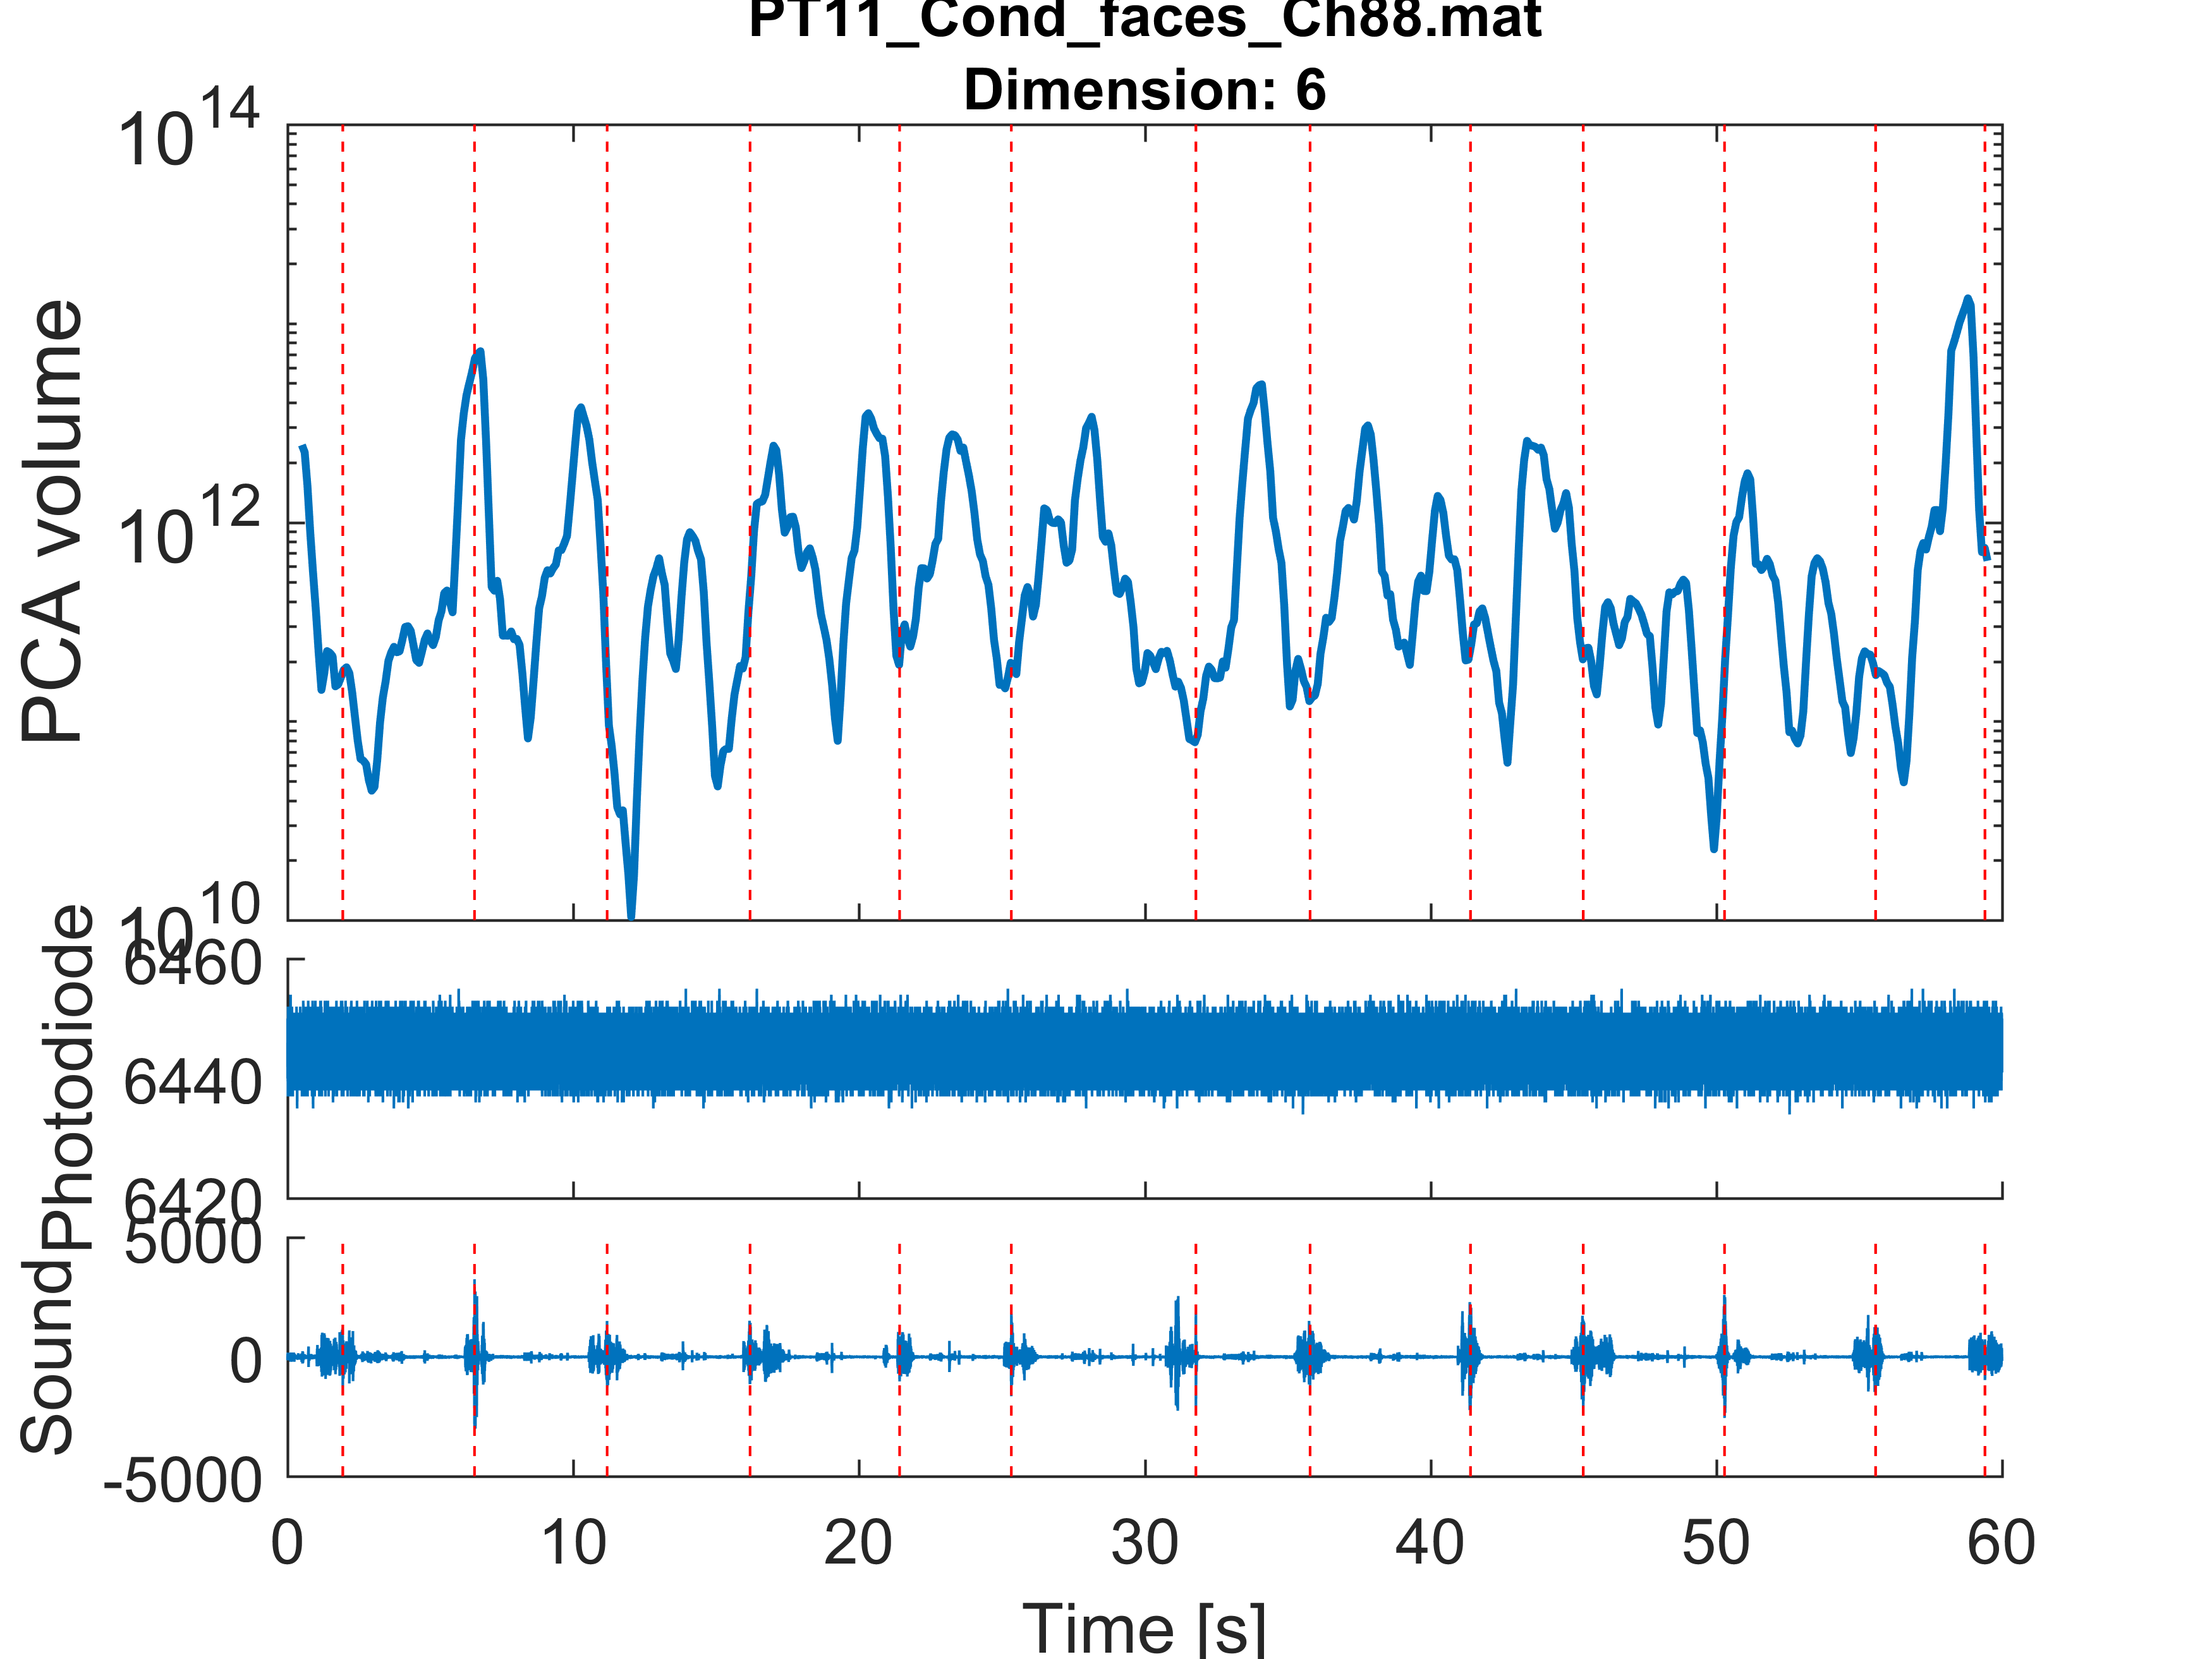 PT11_Cond_faces_Ch88.mat
Dimension: 6
10^14
10^12
10^10
PCA volume
6460
6440
6420
Photodiode
5000
0
-5000
Sound
0 10 20 30 40 50 60
Time [s]